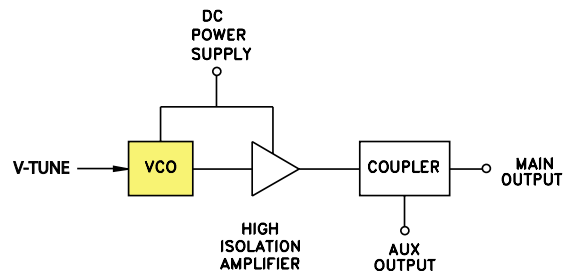 DC
POWER
SUPPLY
V-TUNE
VCO
COUPLER
MAIN
OUTPUT
HIGH
ISOLATION
AMPLIFIER
AUX
OUTPUT